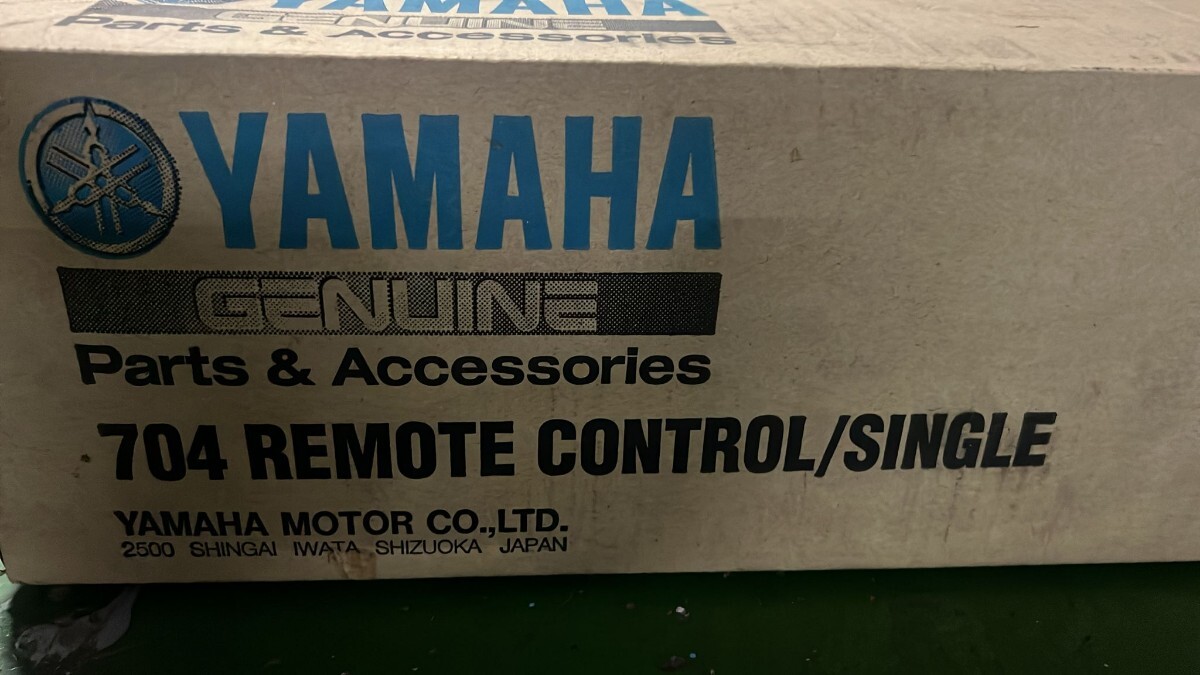 YAMAHA
GENUINE
Parts & Accessories
YAMAHA
GENUINE
Parts & Accessories
704 REMOTE CONTROL/SINGLE
YAMAHA MOTOR CO.,LTD.
2500 SHINGAI IWATA SHIZUOKA JAPAN